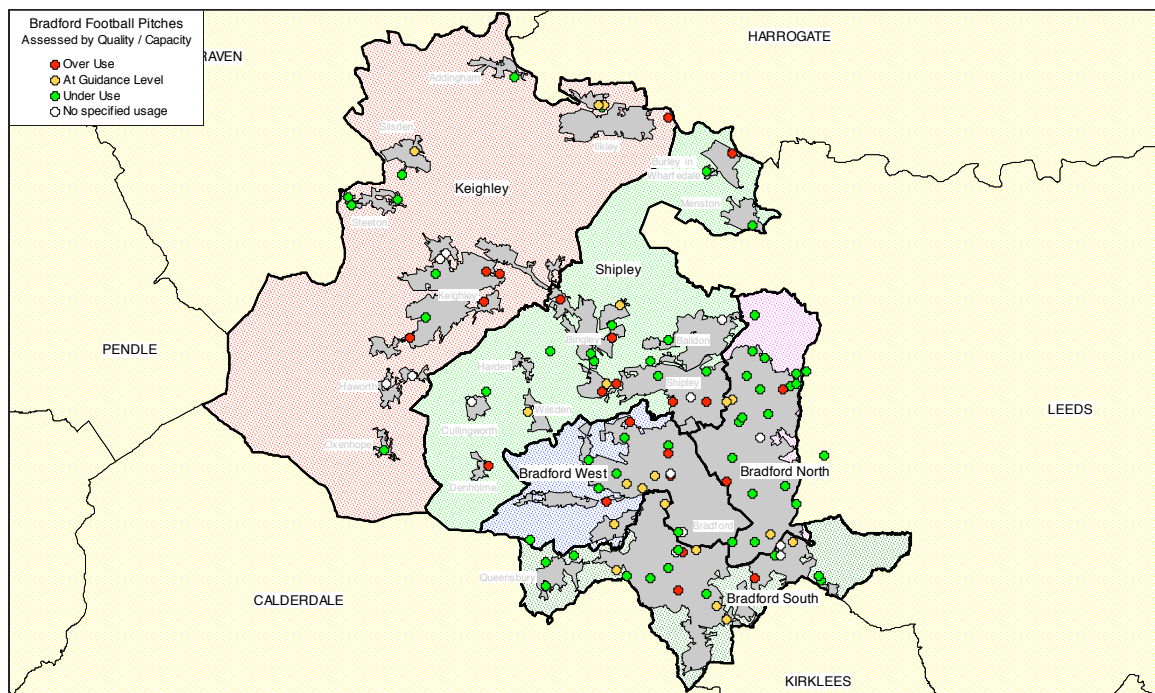 Bradford Football Pitches
Assessed by Quality / Capacity
Over Use
At Guidance Level
Under Use
No specified usage
RAVEN
HARROGATE
Addingham
Silsden
Ilkley
Burley in
Wharfedale
Keighley
Menston
Steeton
Shipley
Keighley
Bingley
Baildon
PENDLE
Harden
Haworth
Shipley
LEEDS
Wilsden
Cullingworth
Oxenhope
Bradford West
Bradford North
Denholme
Bradford
Queensbury
CALDERDALE
Bradford South
KIRKLEES